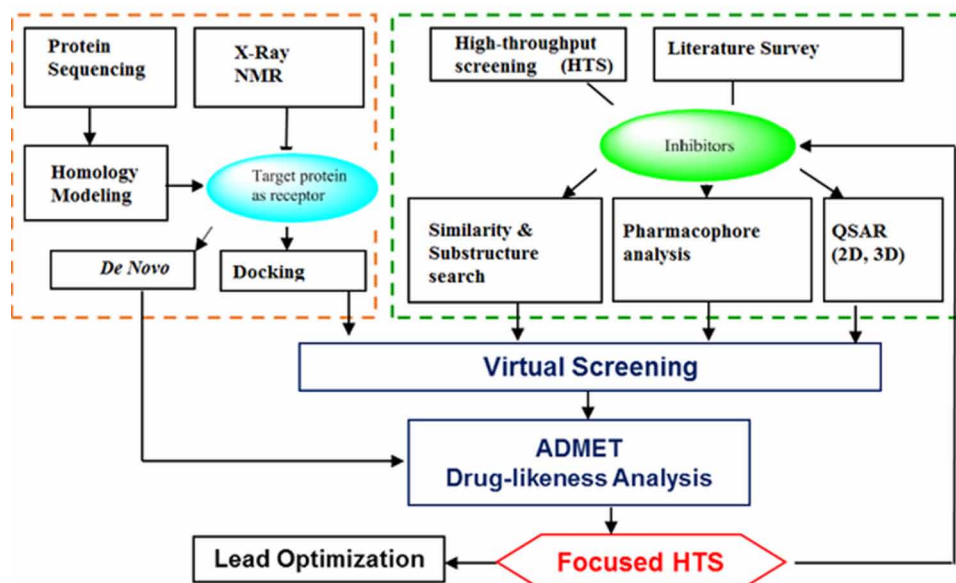 Protein
Sequencing
X-Ray
NMR
High-throughput
screening (HTS)
Literature Survey
Homology
Modeling
Target protein
as receptor
Inhibitors
De Novo
Docking
Similarity &
Substructure
search
Pharmacophore
analysis
QSAR
(2D, 3D)
Virtual Screening
ADMET
Drug-likeness Analysis
Lead Optimization
Focused HTS